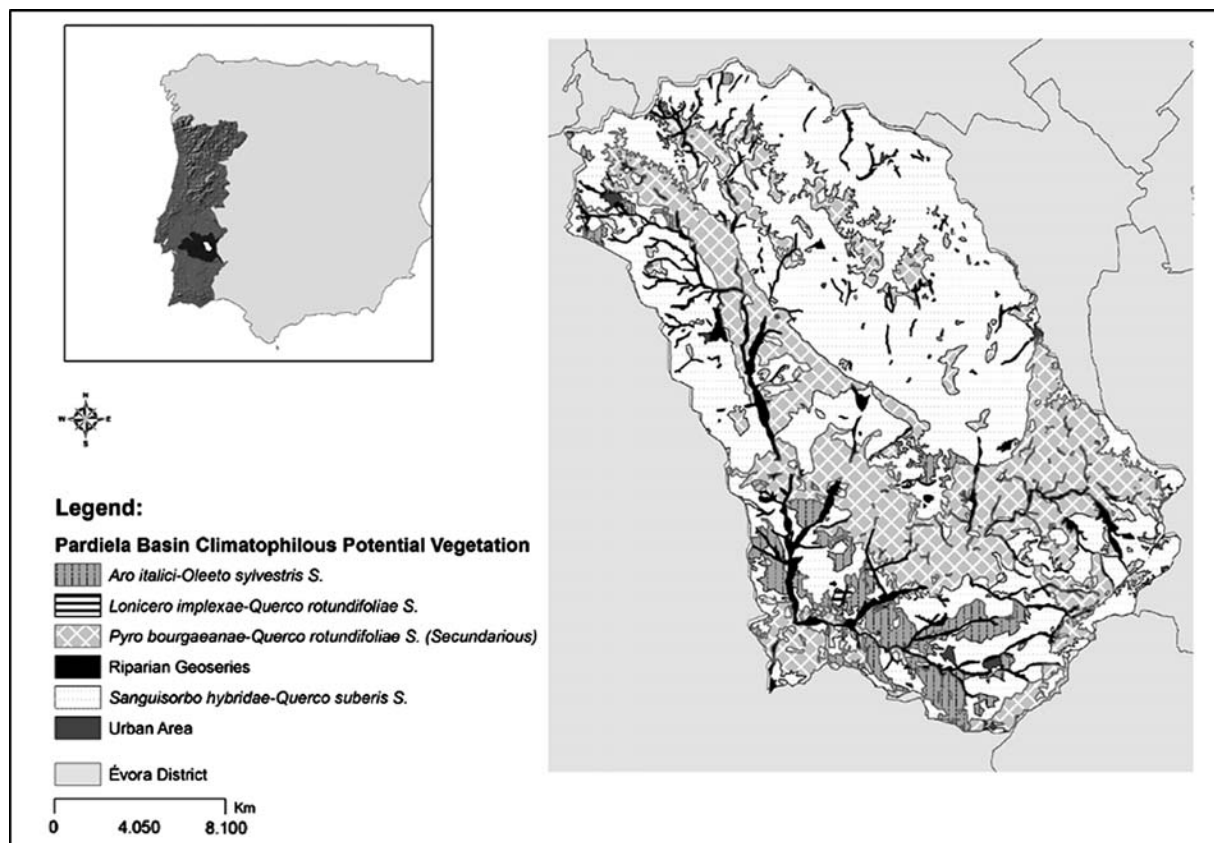 N
W E
S
Legend:
Pardiela Basin Climatophilous Potential Vegetation
Aro italici-Oleeto sylvestris S.
Lonicero implexae-Querco rotundifoliae S.
Pyro bourgaeanae-Querco rotundifoliae S. (Secundarious)
Riparian Geoseries
Sanguisorbo hybridae-Querco suberis S.
Urban Area
Évora District
Km
0 4.050 8.100